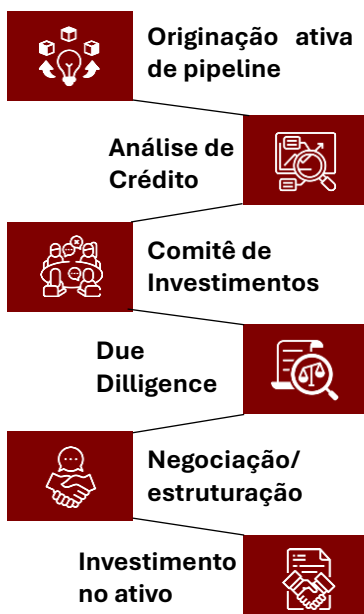 Originação ativa
de pipeline
Análise de
Crédito
Comitê de
Investimentos
Due
Dilligence
Negociação/
estruturação
Investimento
no ativo